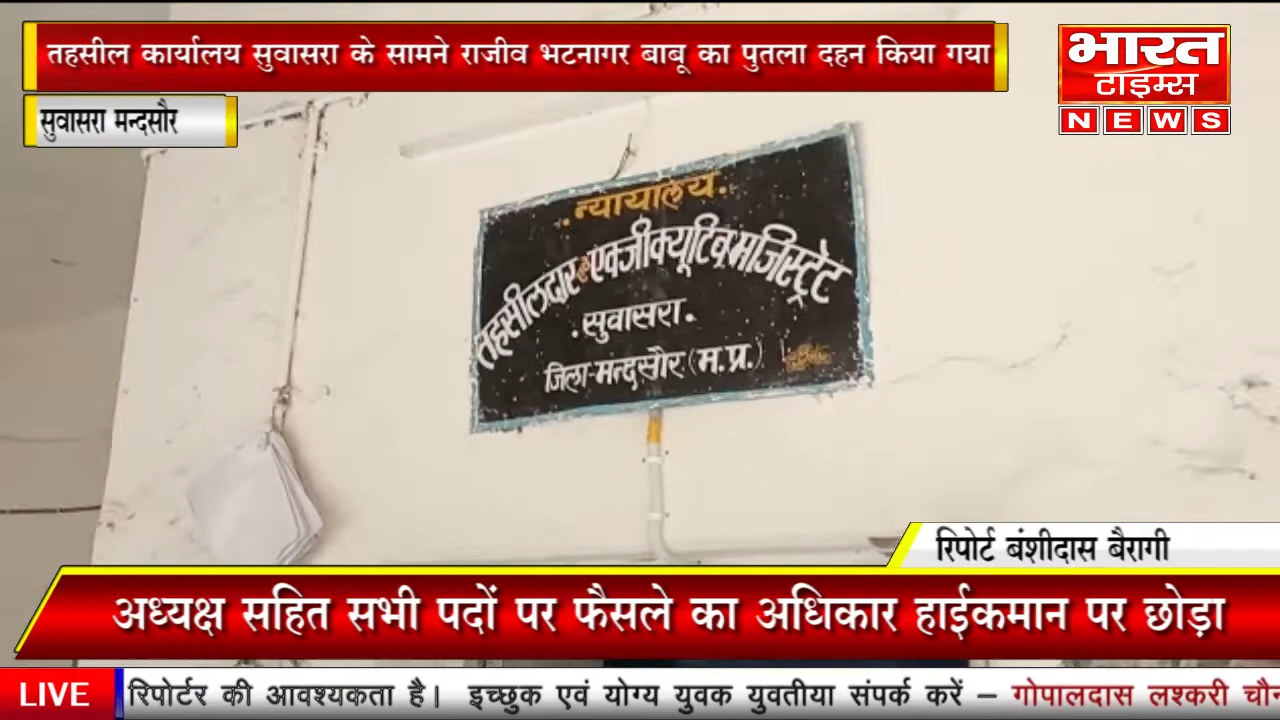 तहसील कार्यालय सुवासरा के सामने राजीव भटनागर बाबू का पुतला दहन किया गया
भारत
टाइम्स
NEWS
सुवासरा मन्दसौर
न्यायालय
तहसीलदार एवं एक्जीक्यूटिव मजिस्ट्रेट
सुवासरा
जिला-मन्दसौर (म.प्र.)
रिपोर्ट बंशीदास बैरागी
अध्यक्ष सहित सभी पदों पर फैसले का अधिकार हाईकमान पर छोड़ा
LIVE रिपोर्टर की आवश्यकता है। इच्छुक एवं योग्य युवक युवतीया संपर्क करें – गोपालदास लश्करी